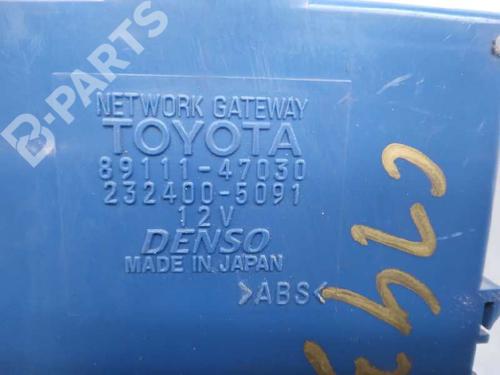 B-PARTS
NETWORK GATEWAY
TOYOTA
89111-47030
232400-5091
12V
DENSO
MADE IN JAPAN
>ABS<